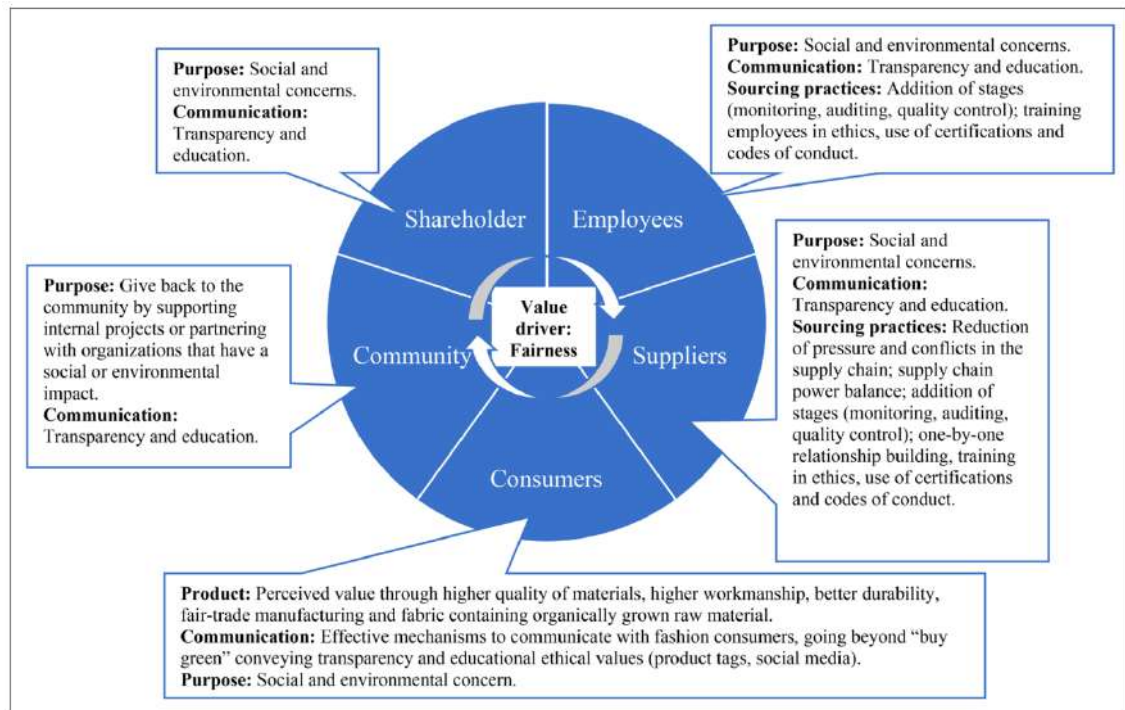 Purpose: Social and
environmental concerns.
Communication:
Transparency and
education.
Purpose: Social and environmental concerns.
Communication: Transparency and education.
Sourcing practices: Addition of stages
(monitoring, auditing, quality control); training
employees in ethics, use of certifications and
codes of conduct.
Shareholder
Employees
Purpose: Give back to the
community by supporting
internal projects or partnering
with organizations that have a
social or environmental
impact.
Communication:
Transparency and education.
Community
Value
driver:
Fairness
Suppliers
Purpose: Social and
environmental concerns.
Communication:
Transparency and education.
Sourcing practices: Reduction
of pressure and conflicts in the
supply chain; supply chain
power balance; addition of
stages (monitoring, auditing,
quality control); one-by-one
relationship building, training
in ethics, use of certifications
and codes of conduct.
Consumers
Product: Perceived value through higher quality of materials, higher workmanship, better durability,
fair-trade manufacturing and fabric containing organically grown raw material.
Communication: Effective mechanisms to communicate with fashion consumers, going beyond “buy
green” conveying transparency and educational ethical values (product tags, social media).
Purpose: Social and environmental concern.